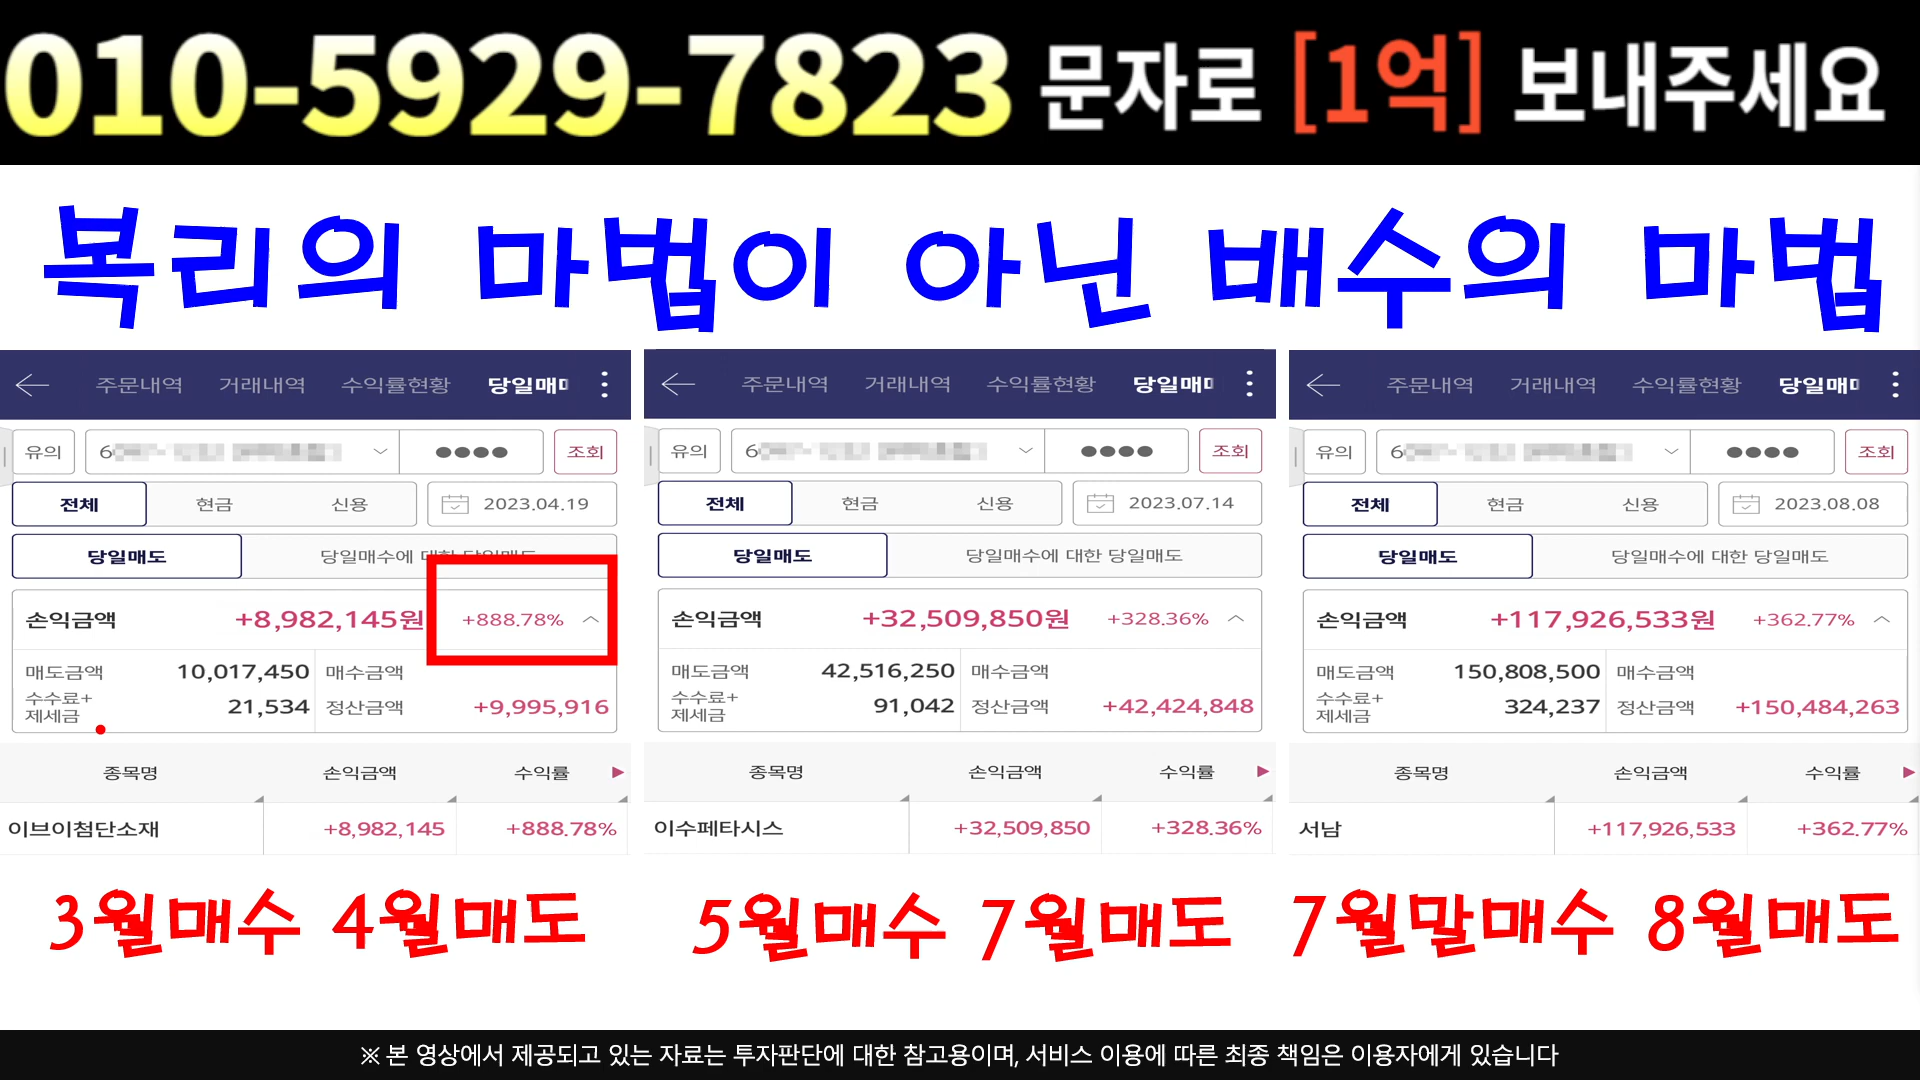 010-5929-7823 문자로 [1억] 보내주세요
복리의 마법이 아닌 배수의 마법
주문내역 거래내역 수익률현황 당일매
유의 6 ●●●● 조회
전체 현금 신용 2023.04.19
당일매도 당일매수에 대한 당일매도
손익금액 +8,982,145원 +888.78%
매도금액 10,017,450 매수금액
수수료+
제세금 21,534 정산금액 +9,995,916
종목명 손익금액 수익률
이브이첨단소재 +8,982,145 +888.78%
3월매수 4월매도
주문내역 거래내역 수익률현황 당일매
유의 6 ●●●● 조회
전체 현금 신용 2023.07.14
당일매도 당일매수에 대한 당일매도
손익금액 +32,509,850원 +328.36%
매도금액 42,516,250 매수금액
수수료+
제세금 91,042 정산금액 +42,424,848
종목명 손익금액 수익률
이수페타시스 +32,509,850 +328.36%
5월매수 7월매도
주문내역 거래내역 수익률현황 당일매
유의 6 ●●●● 조회
전체 현금 신용 2023.08.08
당일매도 당일매수에 대한 당일매도
손익금액 +117,926,533원 +362.77%
매도금액 150,808,500 매수금액
수수료+
제세금 324,237 정산금액 +150,484,263
종목명 손익금액 수익률
서남 +117,926,533 +362.77%
7월말매수 8월매도
※ 본 영상에서 제공되고 있는 자료는 투자판단에 대한 참고용이며, 서비스 이용에 따른 최종 책임은 이용자에게 있습니다